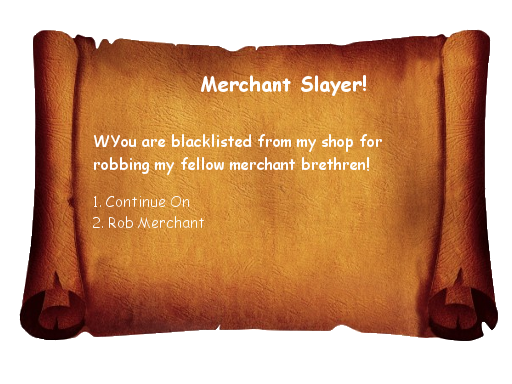 Merchant Slayer!
WYou are blacklisted from my shop for
robbing my fellow merchant brethren!
1. Continue On
2. Rob Merchant